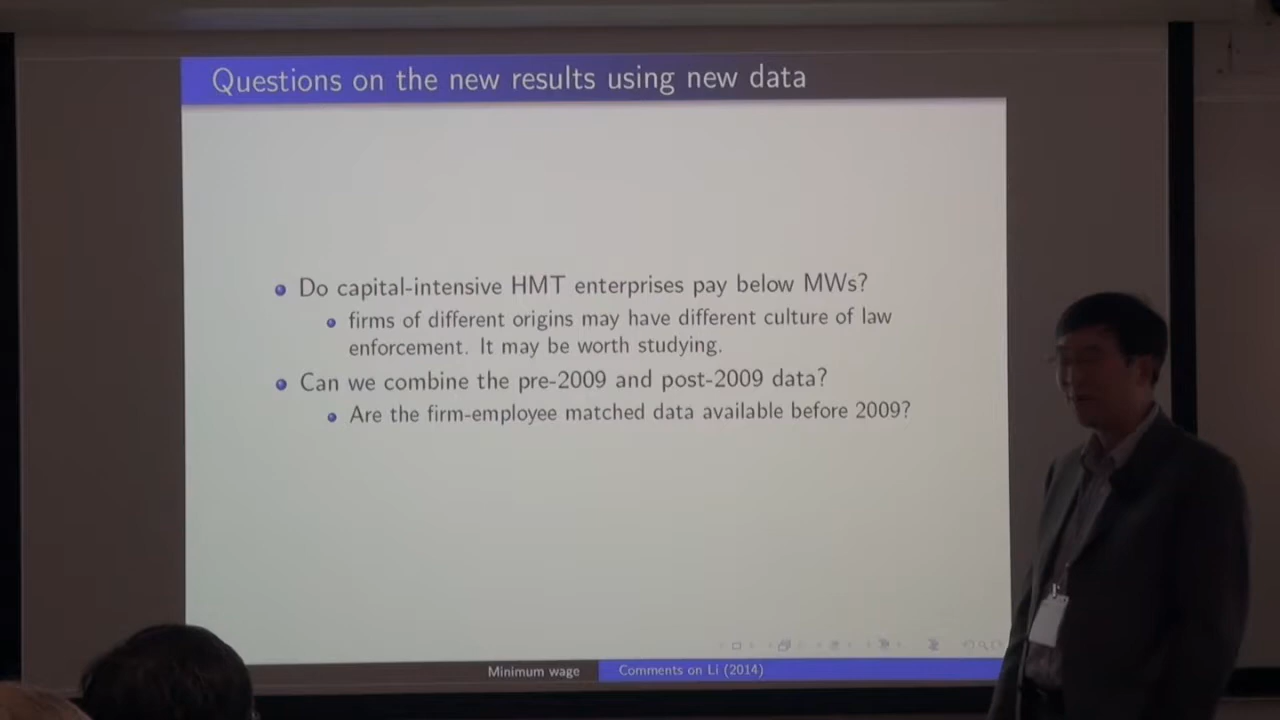 Questions on the new results using new data
Do capital-intensive HMT enterprises pay below MWs?
firms of different origins may have different culture of law
enforcement. It may be worth studying.
Can we combine the pre-2009 and post-2009 data?
Are the firm-employee matched data available before 2009?
Minimum wage
Comments on Li (2014)